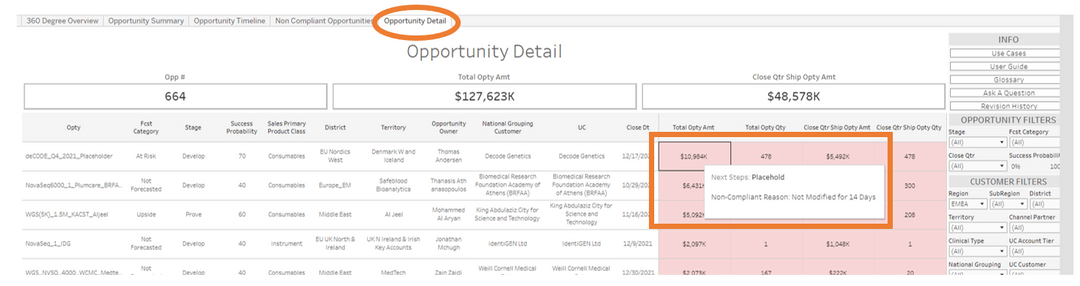 360 Degree Overview Opportunity Summary Opportunity Timeline Non Compliant Opportunities Opportunity Detail
Opportunity Detail
Opp # Total Opty Amt Close Qtr Ship Opty Amt
664 $127,623K $48,578K
Opty Fcst Category Stage Success Probability Sales Primary Product Class District Territory Opportunity Owner National Grouping Customer UC Close Dt Total Opty Amt Total Opty Qty Close Qtr Ship Opty Amt Close Qtr Ship Opty Qty
deCODE_Q4_2021_Placeholder At Risk Develop 70 Consumables EU Nordics West Denmark W and Iceland Thomas Andersen Decode Genetics Decode Genetics 12/17/202 $10,984K 478 $5,492K 478
NovaSeq6000_1_Plumcare_BRFA.. Not Forecasted Develop 40 Consumables Europe_EM Safeblood Bioanalytica Thanasis Ath anasopoulos Biomedical Research Foundation Academy of Athens (BRFAA) Biomedical Research Foundation Academy of Athens (BRFAA) 10/29/202 $6,431K 300
WGS(5K)_1.5M_KACST_Aljeel Upside Prove 60 Consumables Middle East Al Jeel Mohammed Al Aryan King Abdulaziz City for Science and Technology King Abdulaziz City for Science and Technology 11/16/202 $5,092K 208
NovaSeq_1_IDG Not Forecasted Develop 40 Instrument EU UK North & Ireland UK N Ireland & Irish Key Accounts Jonathan Mchugh IdentiGEN Ltd IdentiGEN Ltd 12/9/2021 $2,097K 1 $1,048K 1
Not Develop 40 Consumables Middle East MedTech Zain Zaidi Weill Cornell Medical Weill Cornell Medical 12/30/2021 $2,073K 167 $222K 20
Next Steps: Placehold
Non-Compliant Reason: Not Modified for 14 Days
INFO
Use Cases
User Guide
Glossary
Ask A Question
Revision History
OPPORTUNITY FILTERS
Stage Fcst Category
(All) (All)
Close Qtr Success Probabilit
(All) 0% 100
CUSTOMER FILTERS
Region SubRegion District
EMEA (All) (All)
Territory Channel Partner
(All) (All)
Clinical Type UC Account Tier
(All) (All)
National Grouping UC Customer
(All) (All)